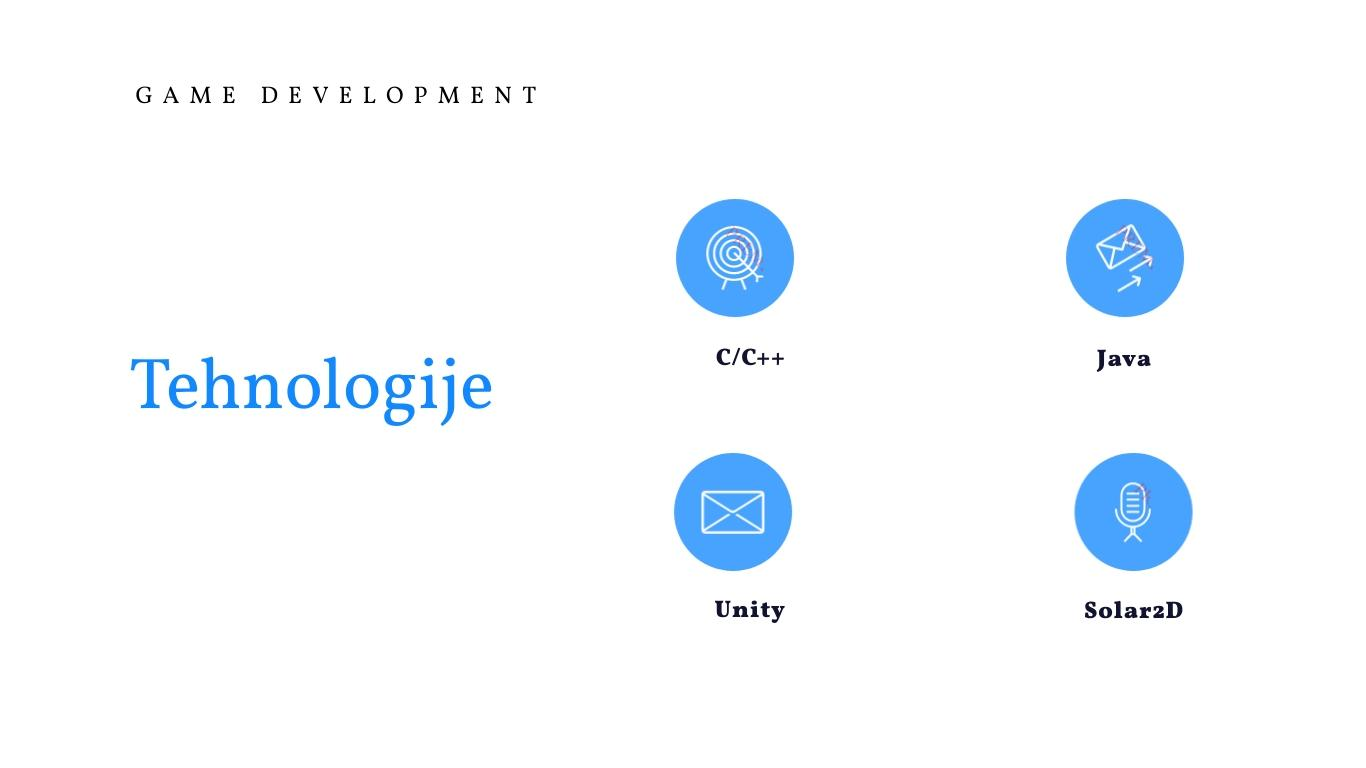 GAME DEVELOPMENT
Tehnologije
C/C++
Java
Unity
Solar2D